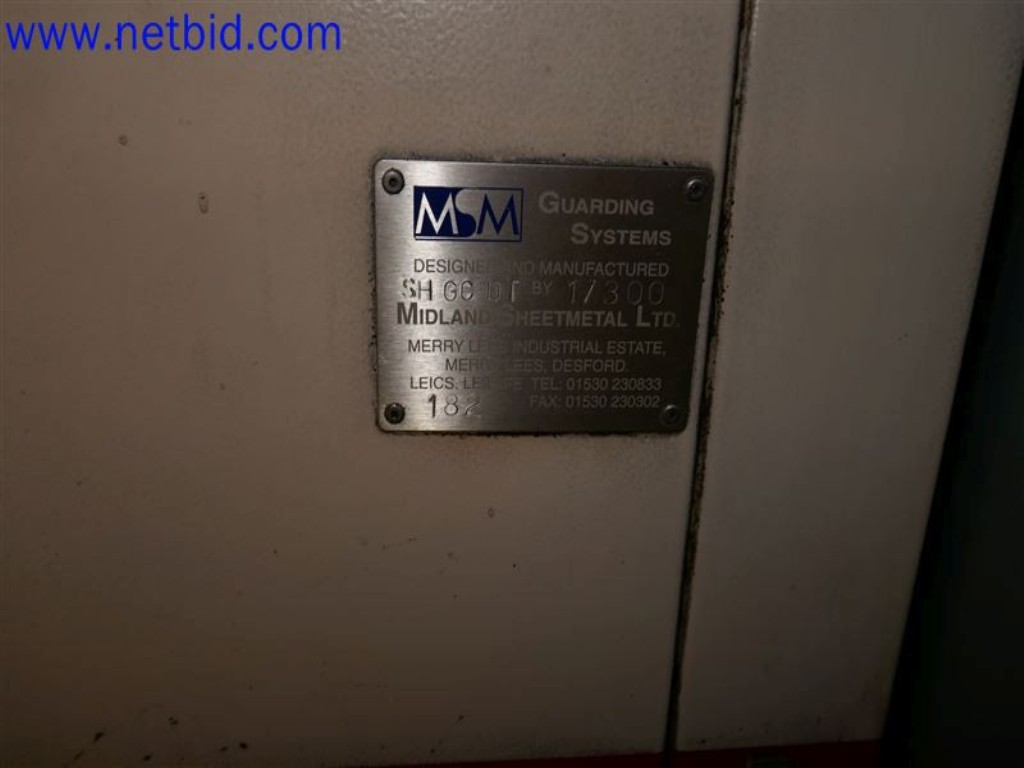 www.netbid.com
MSM GUARDING
SYSTEMS
DESIGNED AND MANUFACTURED
SH GG DT BY 1/300
MIDLAND SHEETMETAL LTD.
MERRY LEES INDUSTRIAL ESTATE,
MERRY LEES, DESFORD.
LEICS. TEL: 01530 230833
182 FAX: 01530 230302